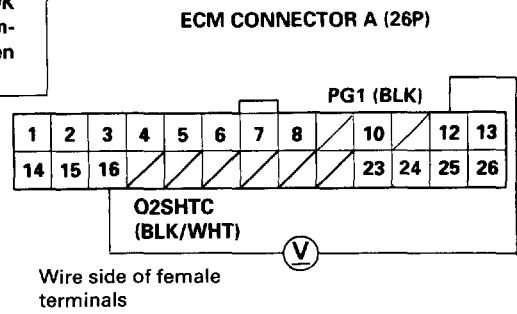 m-
en
ECM CONNECTOR A (26P)
PG1 (BLK)
1 2 3 4 5 6 7 8 10 12 13
14 15 16 23 24 25 26
O2SHTC
(BLK/WHT)
V
Wire side of female
terminals